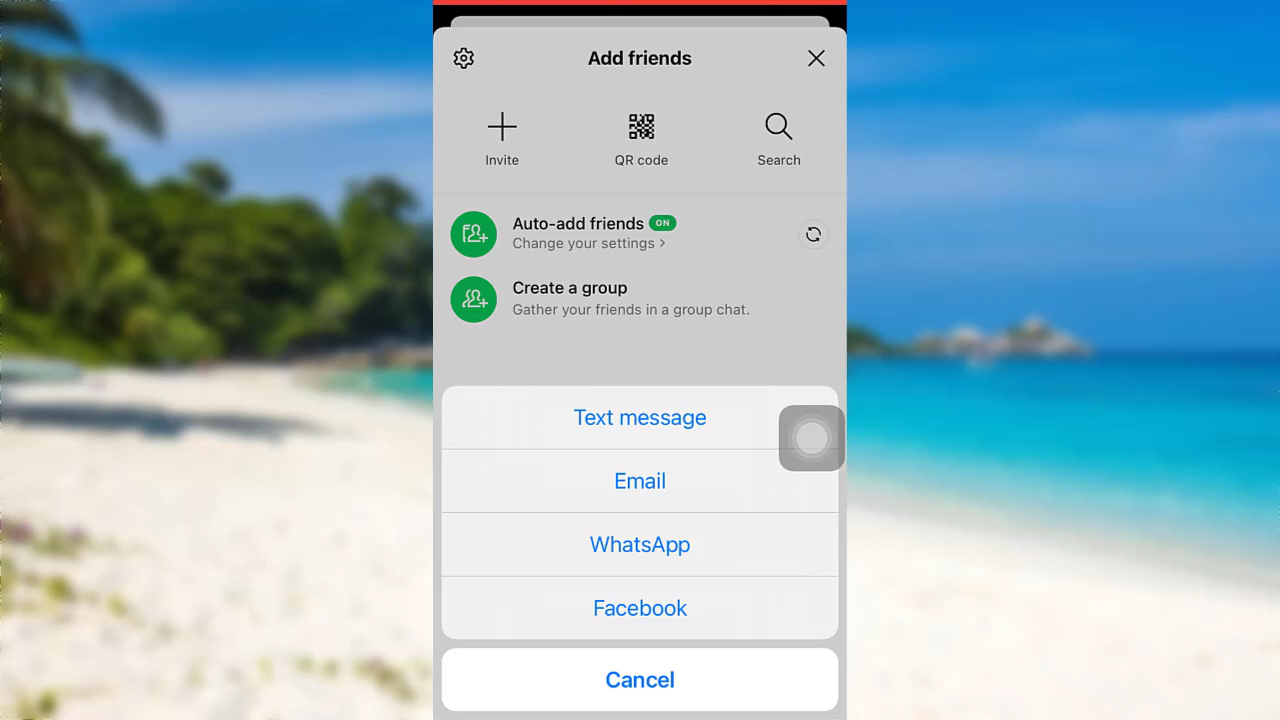 Add friends
Invite
QR code
Search
Auto-add friends ON
Change your settings >
Create a group
Gather your friends in a group chat.
Text message
Email
WhatsApp
Facebook
Cancel